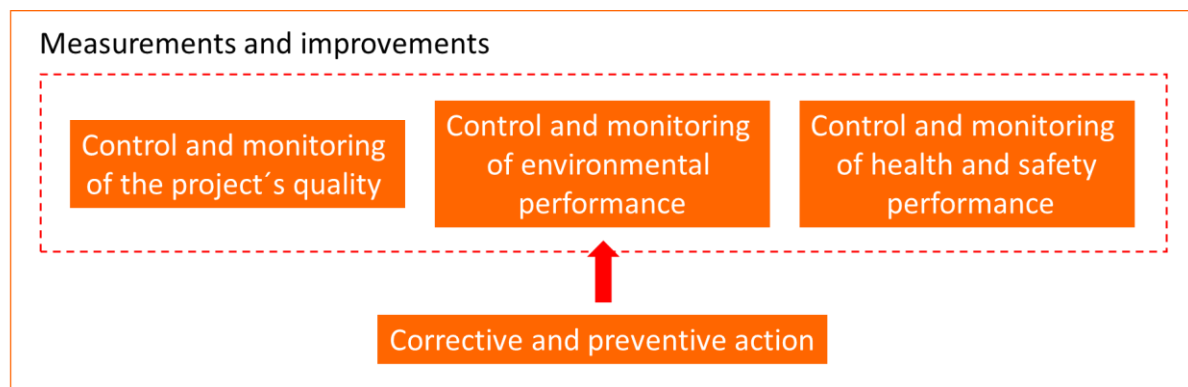 Measurements and improvements
Control and monitoring
of the project´s quality
Control and monitoring
of environmental
performance
Control and monitoring
of health and safety
performance
Corrective and preventive action